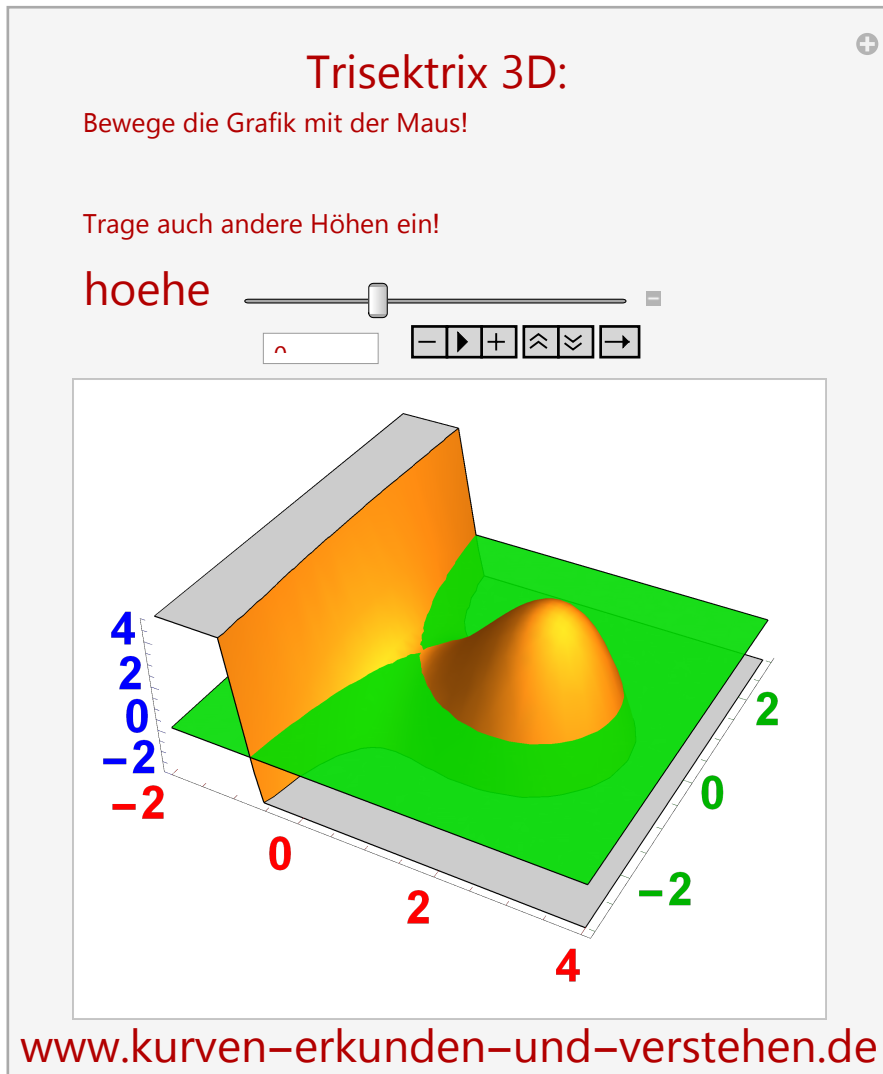 Trisektrix 3D:
Bewege die Grafik mit der Maus!
Trage auch andere Höhen ein!
hoehe
4
2
0
−2
−2
0
2
4
2
0
−2
www.kurven−erkunden−und−verstehen.de